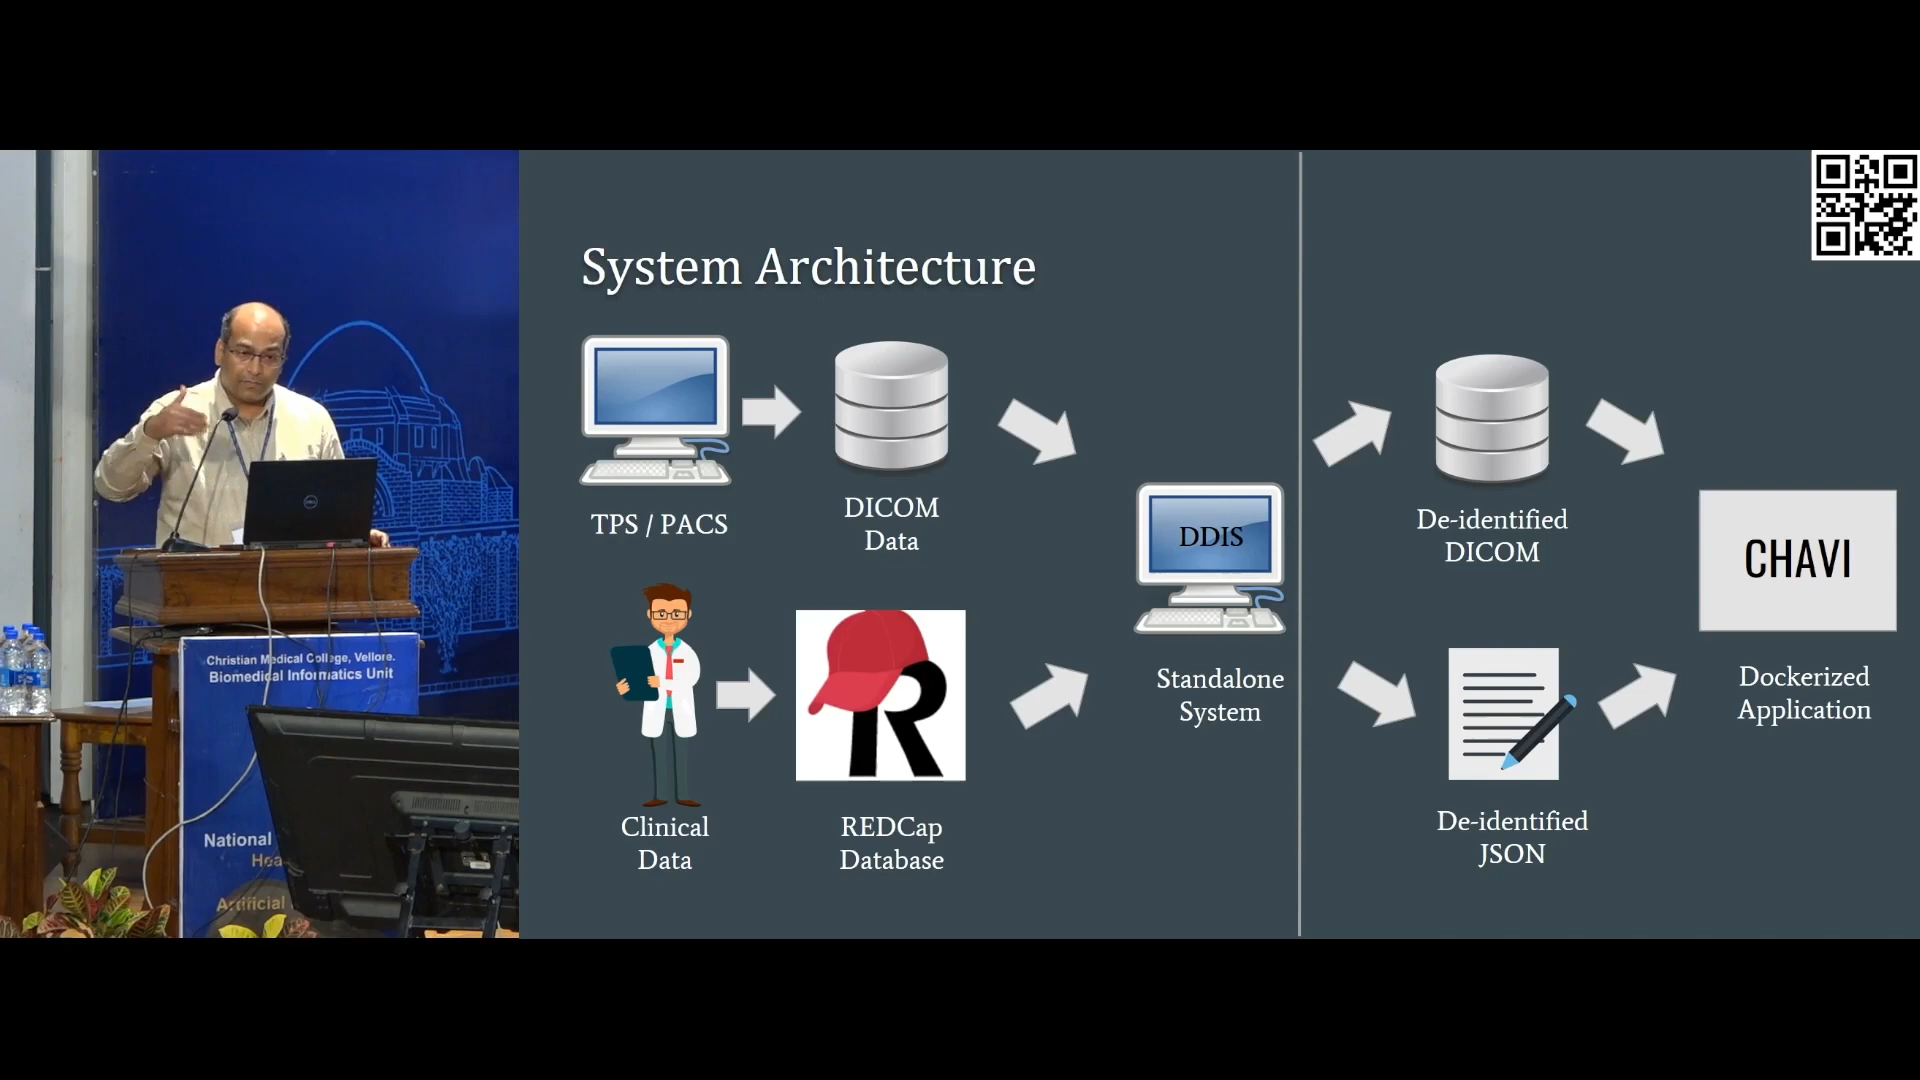 System Architecture
TPS / PACS
DICOM
Data
DDIS
Standalone
System
De-identified
DICOM
CHAVI
Dockerized
Application
Clinical
Data
R
REDCap
Database
De-identified
JSON
Christian Medical College, Vellore.
Biomedical Informatics Unit
National
Artificial
DELL